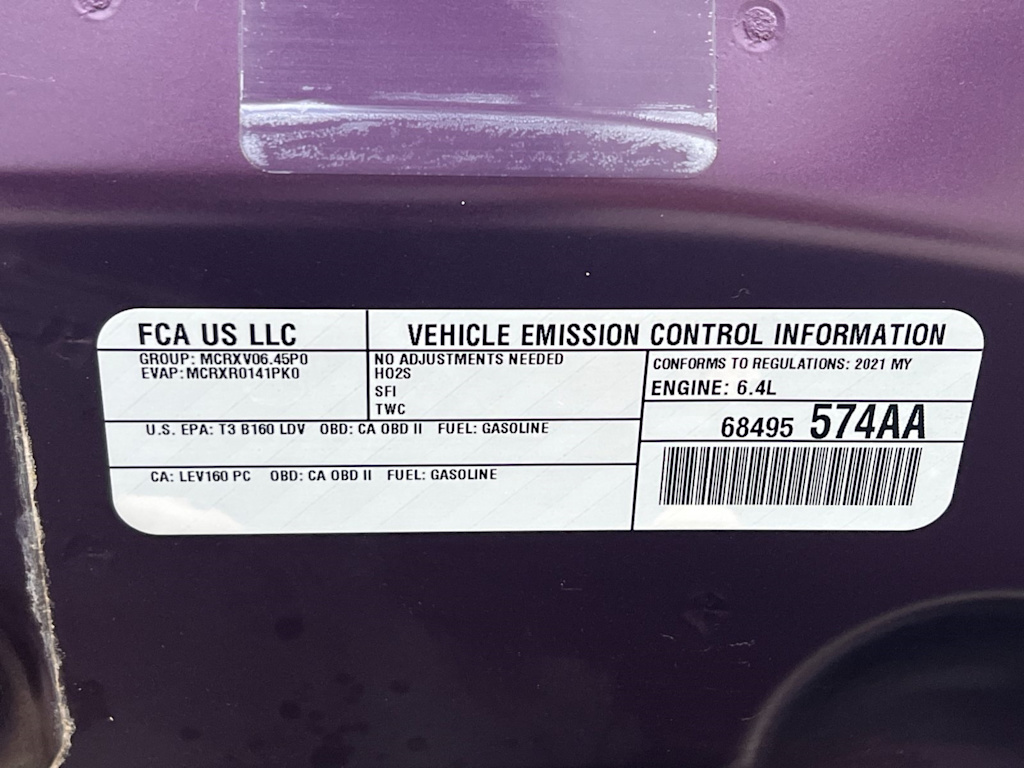 FCA US LLC
VEHICLE EMISSION CONTROL INFORMATION
GROUP: MCRXV06.45P0
EVAP: MCRXR0141PK0
NO ADJUSTMENTS NEEDED
HO2S
SFI
TWC
CONFORMS TO REGULATIONS: 2021 MY
ENGINE: 6.4L
68495 574AA
U.S. EPA: T3 B160 LDV OBD: CA OBD II FUEL: GASOLINE
CA: LEV160 PC OBD: CA OBD II FUEL: GASOLINE